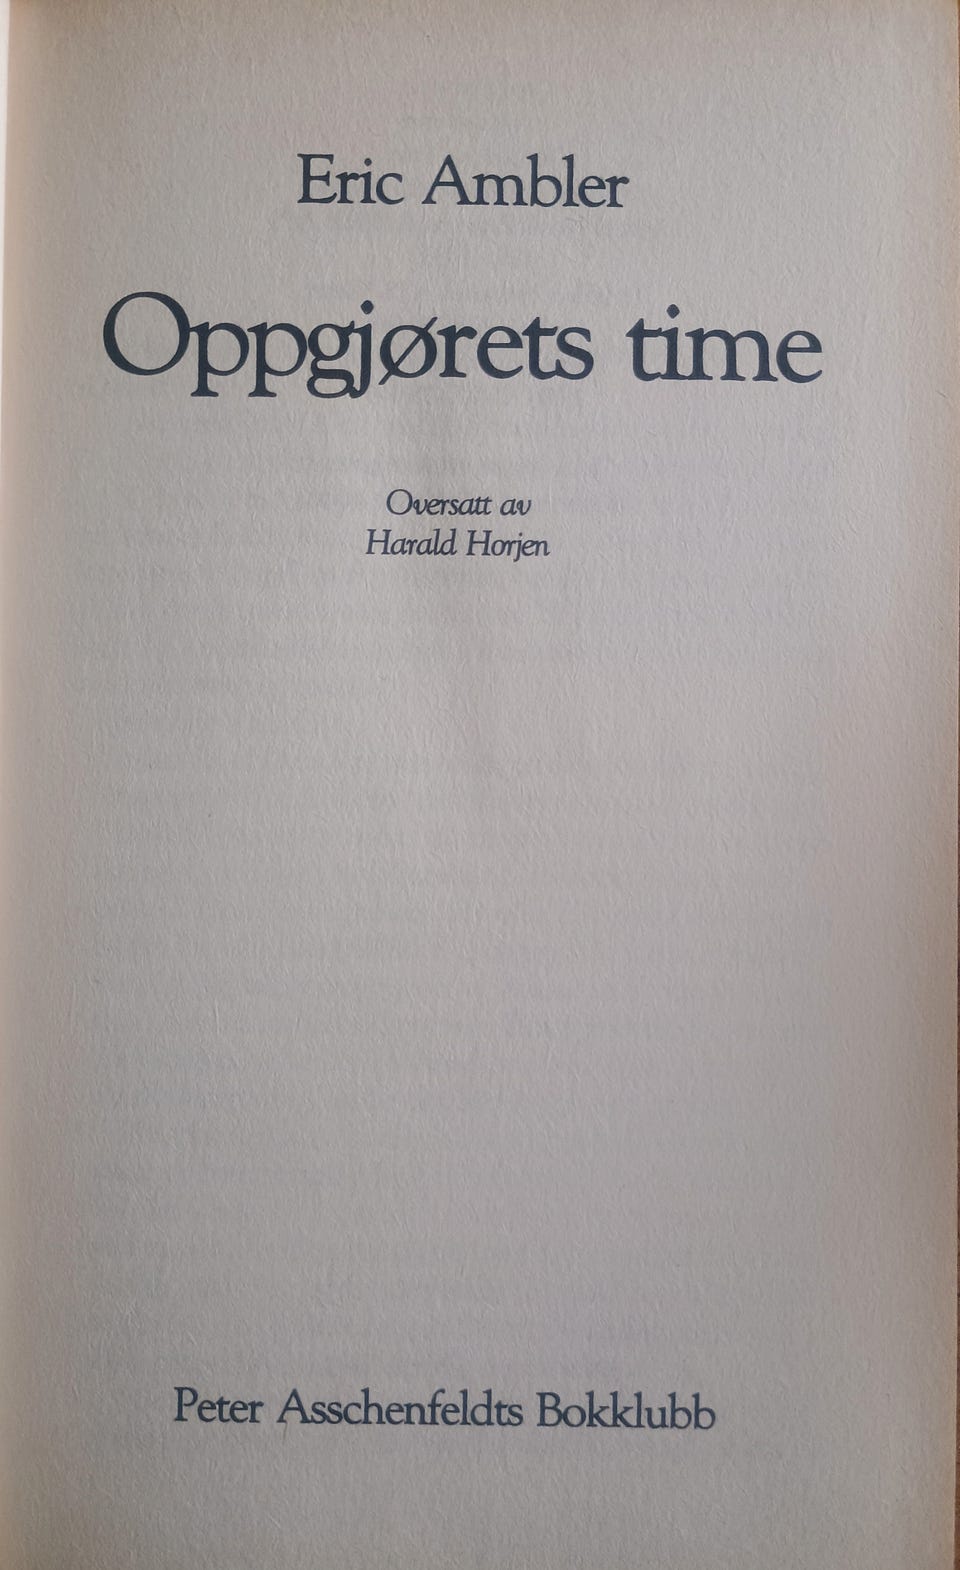 Eric Ambler
Oppgjørets time
Oversatt av
Harald Horjen
Peter Asschenfeldts Bokklubb